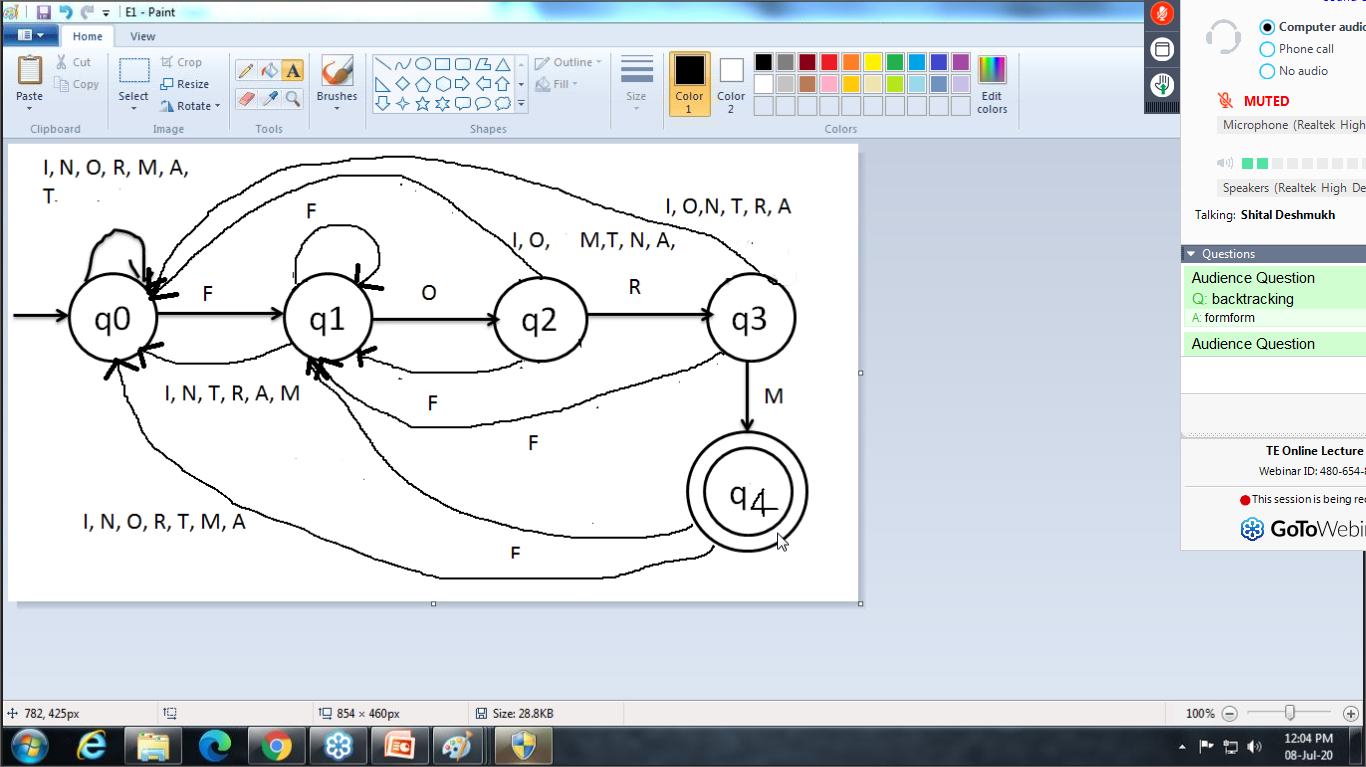 E1 - Paint
Home View
Paste
Cut
Copy
Clipboard
Select
Crop
Resize
Rotate
Image
A
Tools
Brushes
Shapes
Outline
Fill
Size
Color 1
Color 2
Edit colors
Colors
I, N, O, R, M, A,
T.
F
I, O,N, T, R, A
I, O, M,T, N, A,
F
O
R
q0
q1
q2
q3
I, N, T, R, A, M
F
M
F
q4
I, N, O, R, T, M, A
F
782, 425px
854 × 460px
Size: 28.8KB
100%
Computer audio
Phone call
No audio
MUTED
Microphone (Realtek High
Speakers (Realtek High De
Talking: Shital Deshmukh
Questions
Audience Question
Q: backtracking
A: formform
Audience Question
TE Online Lecture
Webinar ID: 480-654-8
This session is being rec
GoToWebin
12:04 PM
08-Jul-20